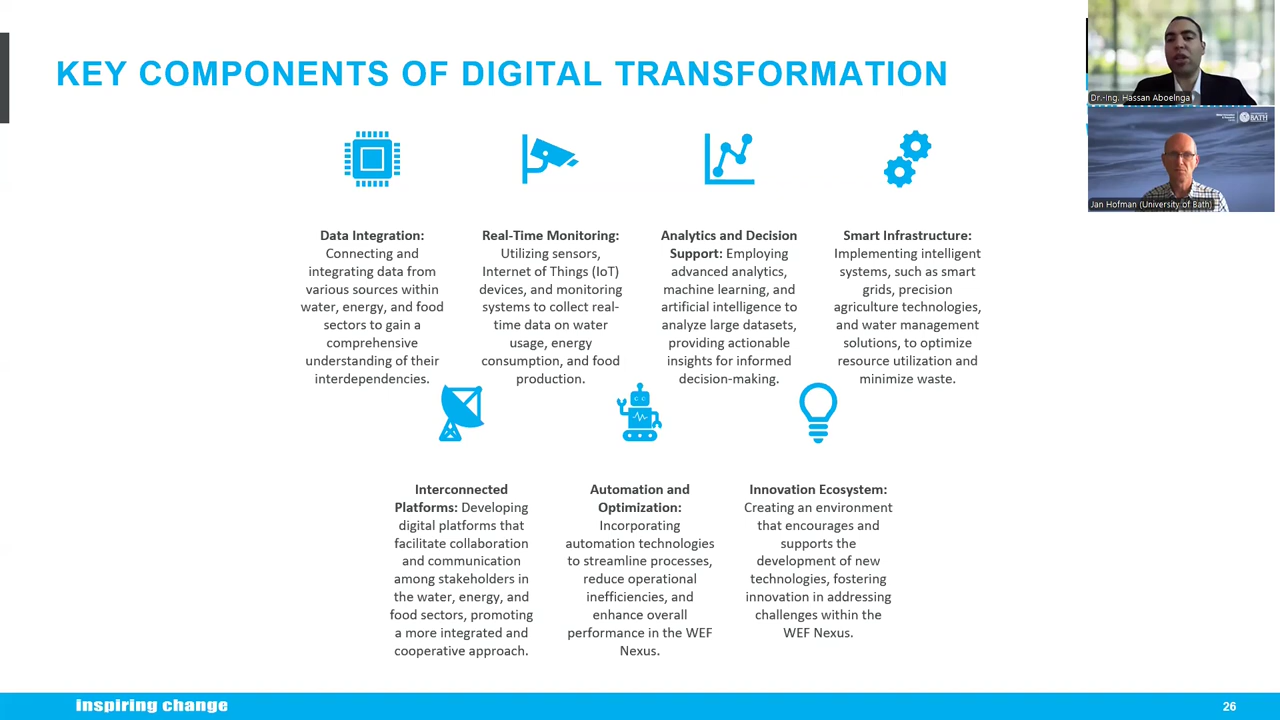 KEY COMPONENTS OF DIGITAL TRANSFORMATION
Data Integration:
Connecting and
integrating data from
various sources within
water, energy, and food
sectors to gain a
comprehensive
understanding of their
interdependencies.
Real-Time Monitoring:
Utilizing sensors,
Internet of Things (IoT)
devices, and monitoring
systems to collect real-
time data on water
usage, energy
consumption, and food
production.
Analytics and Decision
Support: Employing
advanced analytics,
machine learning, and
artificial intelligence to
analyze large datasets,
providing actionable
insights for informed
decision-making.
Smart Infrastructure:
Implementing intelligent
systems, such as smart
grids, precision
agriculture technologies,
and water management
solutions, to optimize
resource utilization and
minimize waste.
Interconnected
Platforms: Developing
digital platforms that
facilitate collaboration
and communication
among stakeholders in
the water, energy, and
food sectors, promoting
a more integrated and
cooperative approach.
Automation and
Optimization:
Incorporating
automation technologies
to streamline processes,
reduce operational
inefficiencies, and
enhance overall
performance in the WEF
Nexus.
Innovation Ecosystem:
Creating an environment
that encourages and
supports the
development of new
technologies, fostering
innovation in addressing
challenges within the
WEF Nexus.
inspiring change
26
Dr.-Ing. Hassan Aboelnga
BATH
Jan Hofman (University of Bath)